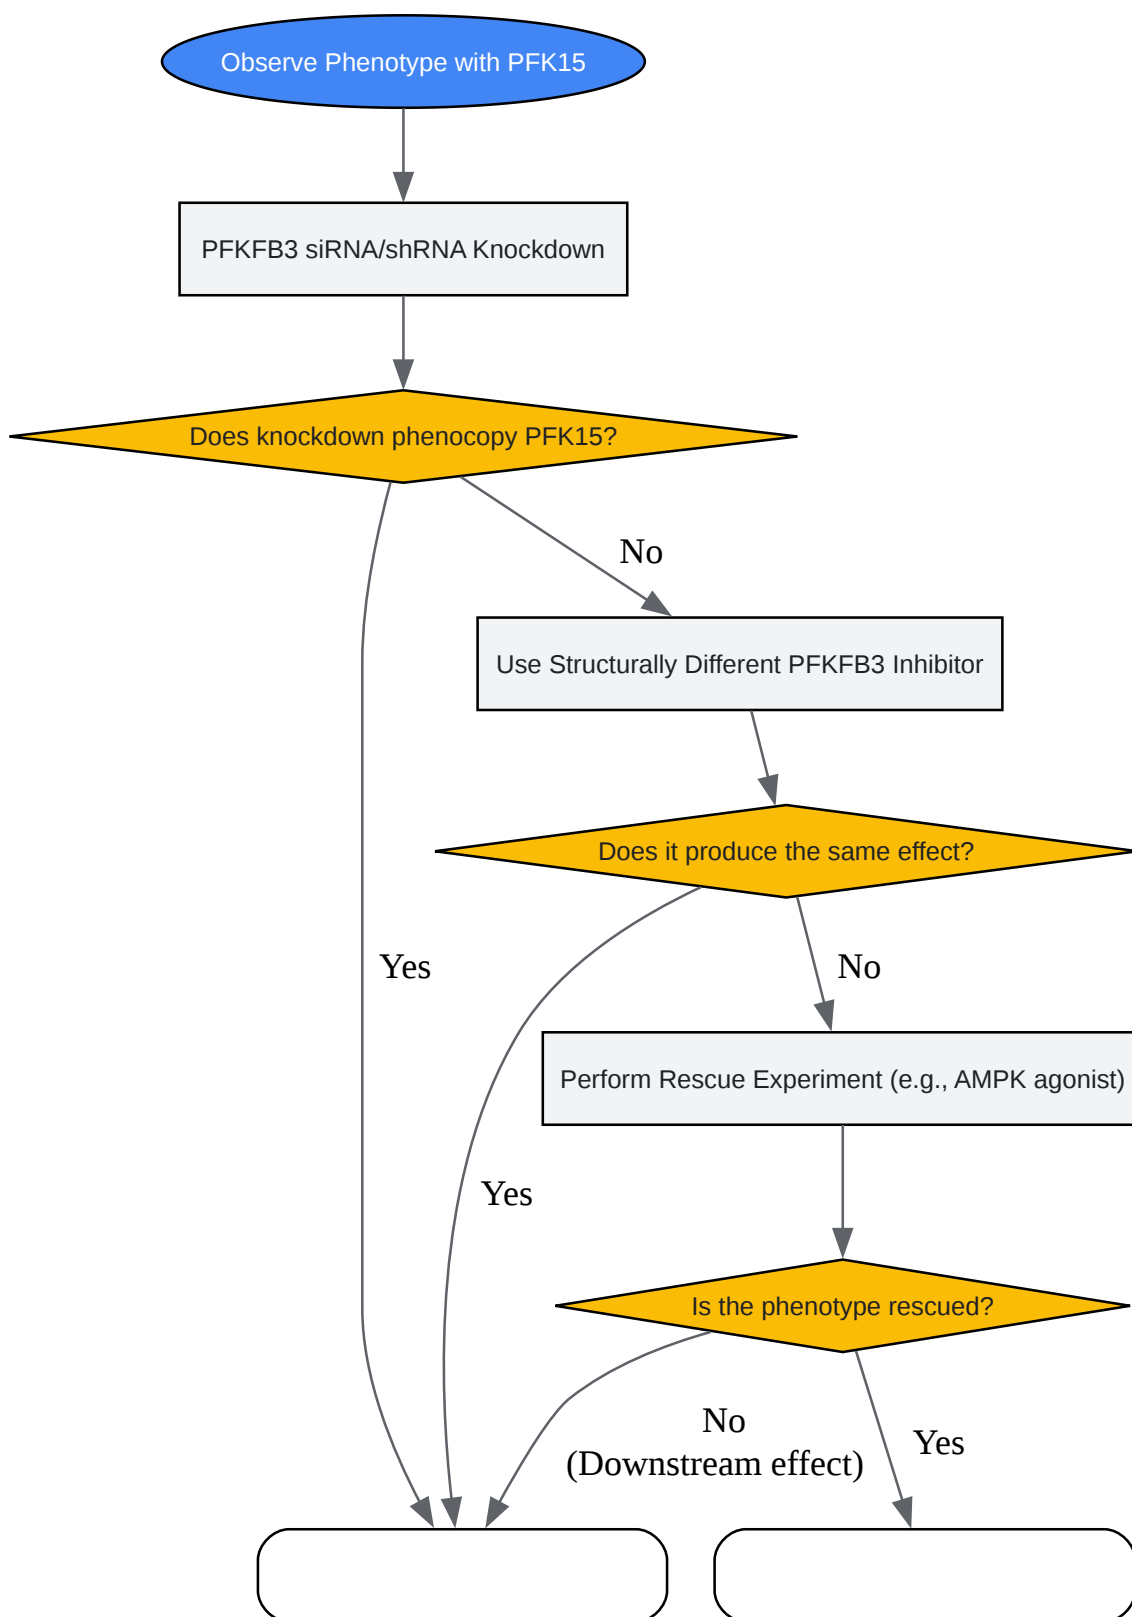 Observe Phenotype with PFK15
PFKFB3 siRNA/shRNA Knockdown
Does knockdown phenocopy PFK15?
No
Use Structurally Different PFKFB3 Inhibitor
Does it produce the same effect?
Yes
No
Perform Rescue Experiment (e.g., AMPK agonist)
Yes
Is the phenotype rescued?
No
(Downstream effect)
Yes